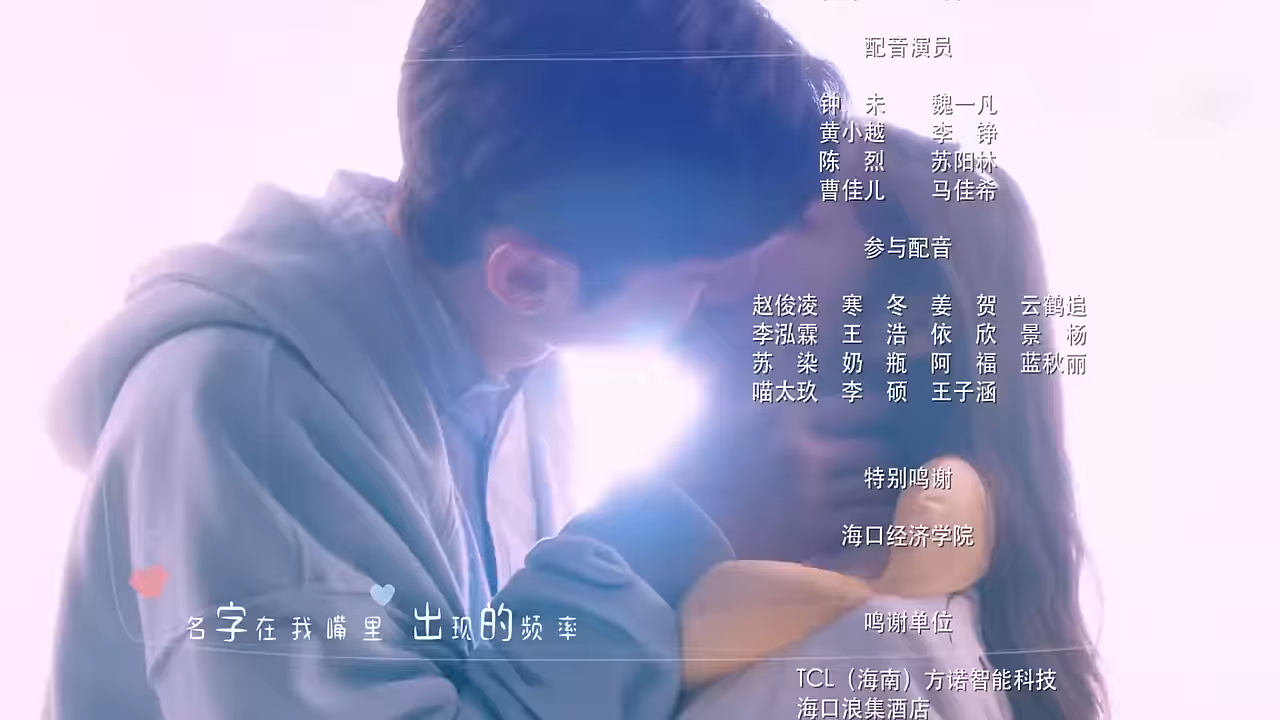 配音演员
钟 未 魏一凡
黄小越 李 铮
陈 烈 苏阳林
曹佳儿 马佳希
参与配音
赵俊凌 寒 冬 姜 贺 云鹤追
李泓霖 王 浩 依 欣 景 杨
苏 染 奶 瓶 阿 福 蓝秋丽
喵太玖 李 硕 王子涵
特别鸣谢
海口经济学院
名字在我嘴里 出现的频率
鸣谢单位
TCL（海南）方诺智能科技
海口浪集酒店